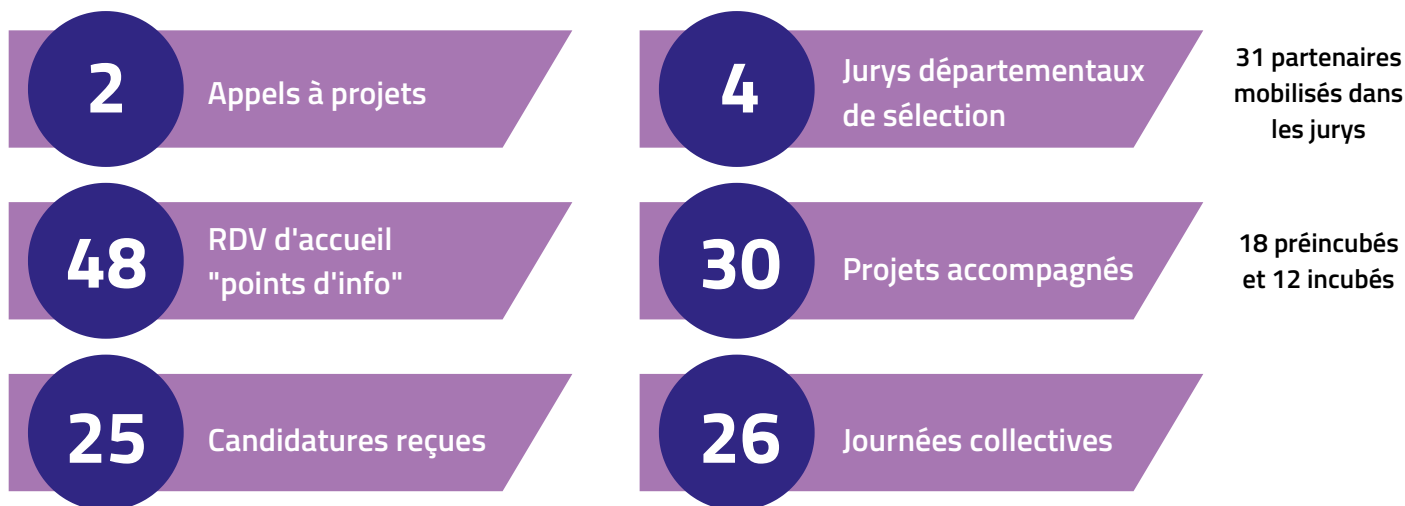 2
Appels à projets
4
Jurys départementaux
de sélection
31 partenaires
mobilisés dans
les jurys
48
RDV d'accueil
"points d'info"
30
Projets accompagnés
18 préincubés
et 12 incubés
25
Candidatures reçues
26
Journées collectives